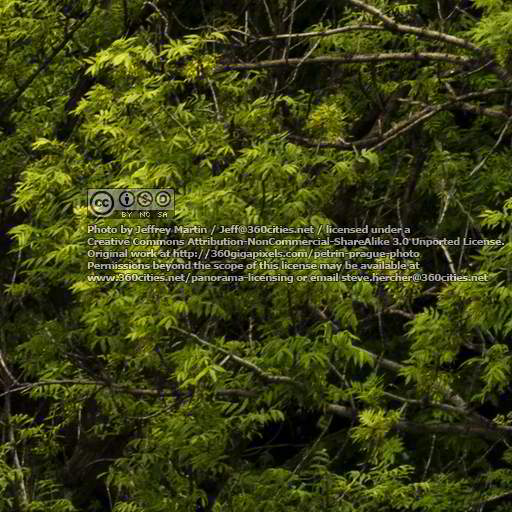 cc
BY NC SA
Photo by Jeffrey Martin / Jeff@360cities.net / licensed under a
Creative Commons Attribution-NonCommercial-ShareAlike 3.0 Unported License.
Original work at http://360gigapixels.com/petrin-prague-photo
Permissions beyond the scope of this license may be available at
www.360cities.net/panorama-licensing or email steve.hercher@360cities.net